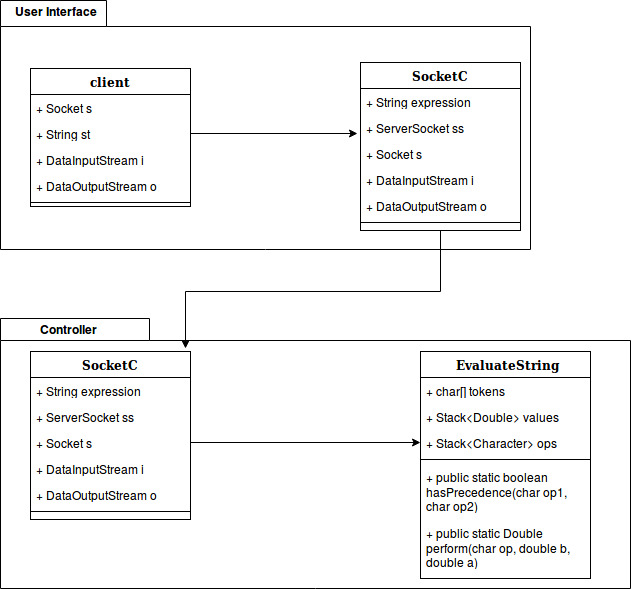 User Interface
client
+ Socket s
+ String st
+ DataInputStream i
+ DataOutputStream o
SocketC
+ String expression
+ ServerSocket ss
+ Socket s
+ DataInputStream i
+ DataOutputStream o
Controller
SocketC
+ String expression
+ ServerSocket ss
+ Socket s
+ DataInputStream i
+ DataOutputStream o
EvaluateString
+ char[] tokens
+ Stack<Double> values
+ Stack<Character> ops
+ public static boolean
hasPrecedence(char op1,
char op2)
+ public static Double
perform(char op, double b,
double a)